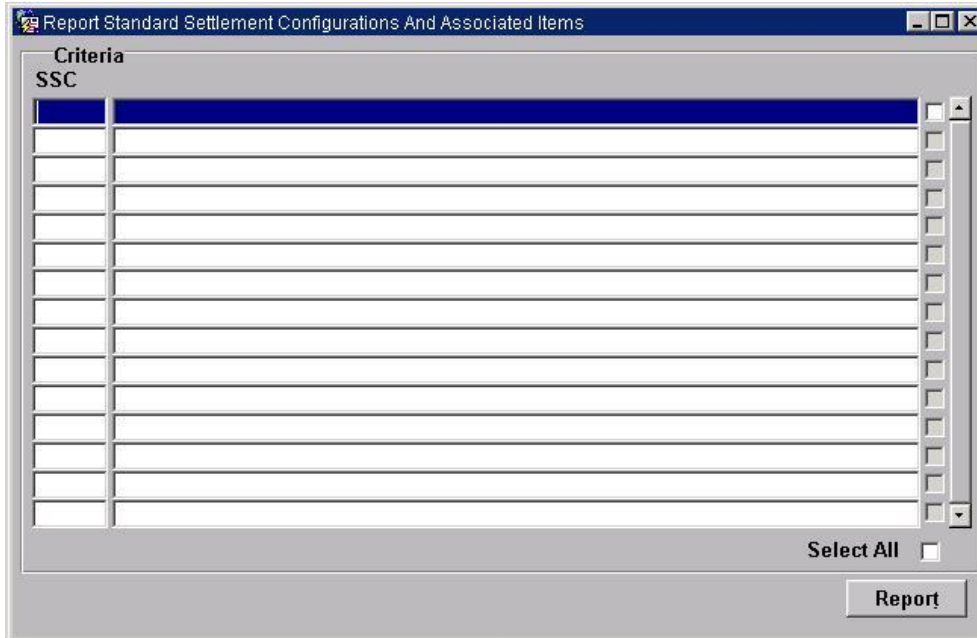 Report Standard Settlement Configurations And Associated Items
Criteria
SSC
Select All
Report